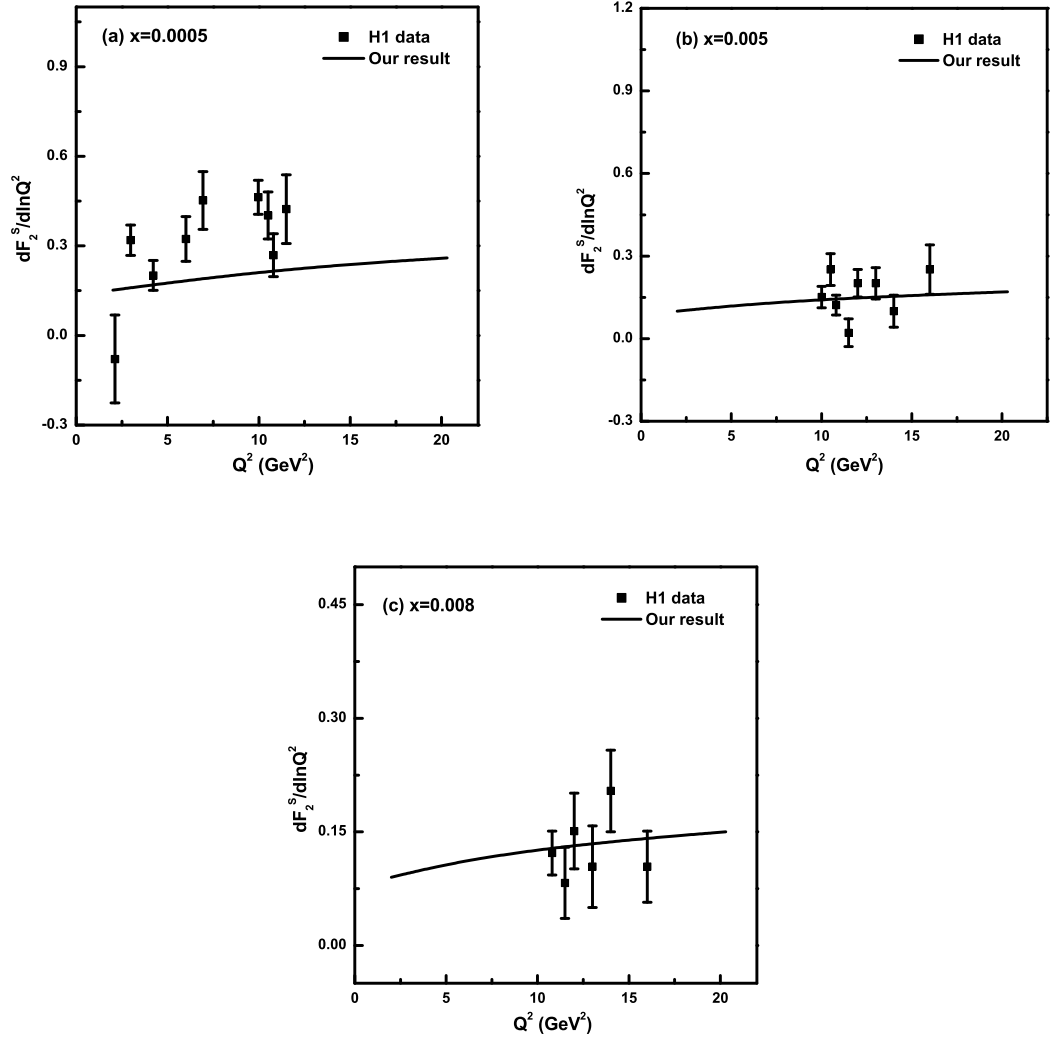 (a) x=0.0005
H1 data
Our result
0.9
0.6
0.3
0.0
-0.3
dF₂ˢ/dlnQ²
0 5 10 15 20
Q² (GeV²)
(b) x=0.005
H1 data
Our result
1.2
0.9
0.6
0.3
0.0
-0.3
dF₂ˢ/dlnQ²
0 5 10 15 20
Q² (GeV²)
(c) x=0.008
H1 data
Our result
0.45
0.30
0.15
0.00
dF₂ˢ/dlnQ²
0 5 10 15 20
Q² (GeV²)